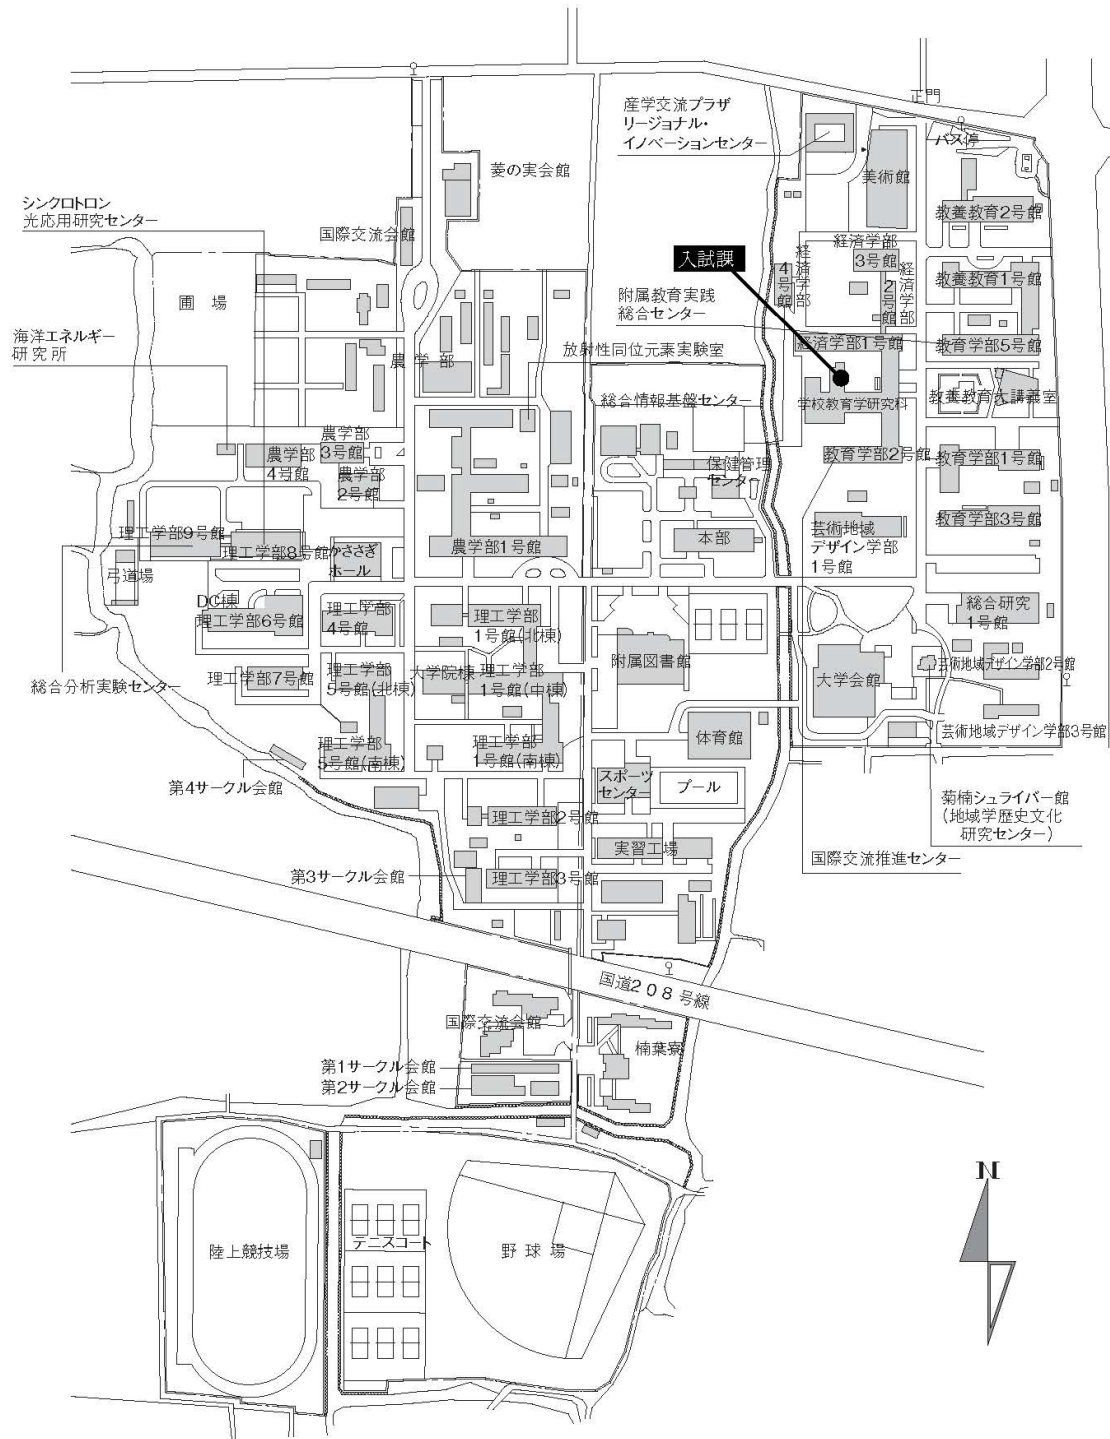 正門
バス停
産学交流プラザ
リージョナル・
イノベーションセンター
美術館
菱の実会館
教養教育2号館
シンクロトロン
光応用研究センター
国際交流会館
経済学部
3号館
経済学部
4号館
経済学部
2号館
教養教育1号館
入試課
圃場
附属教育実践
総合センター
海洋エネルギー
研究所
農学部
放射性同位元素実験室
経済学部1号館
教育学部5号館
総合情報基盤センター
学校教育学研究科
教養教育大講義室
農学部
3号館
農学部
4号館
農学部
2号館
保健管理
センター
教育学部2号館
教育学部1号館
理工学部9号館
理工学部8号館
かささぎ
ホール
農学部1号館
本部
芸術地域
デザイン学部
1号館
教育学部3号館
弓道場
DC棟
理工学部6号館
理工学部
4号館
理工学部
1号館(北棟)
総合研究
1号館
総合分析実験センター
理工学部7号館
理工学部
5号館(北棟)
大学院棟
理工学部
1号館(中棟)
附属図書館
大学会館
芸術地域デザイン学部2号館
理工学部
5号館(南棟)
理工学部
1号館(南棟)
体育館
芸術地域デザイン学部3号館
第4サークル会館
スポーツ
センター
プール
菊楠シュライバー館
(地域学歴史文化
研究センター)
理工学部2号館
実習工場
国際交流推進センター
第3サークル会館
理工学部3号館
国道208号線
国際交流会館
楠葉寮
第1サークル会館
第2サークル会館
N
陸上競技場
テニスコート
野球場